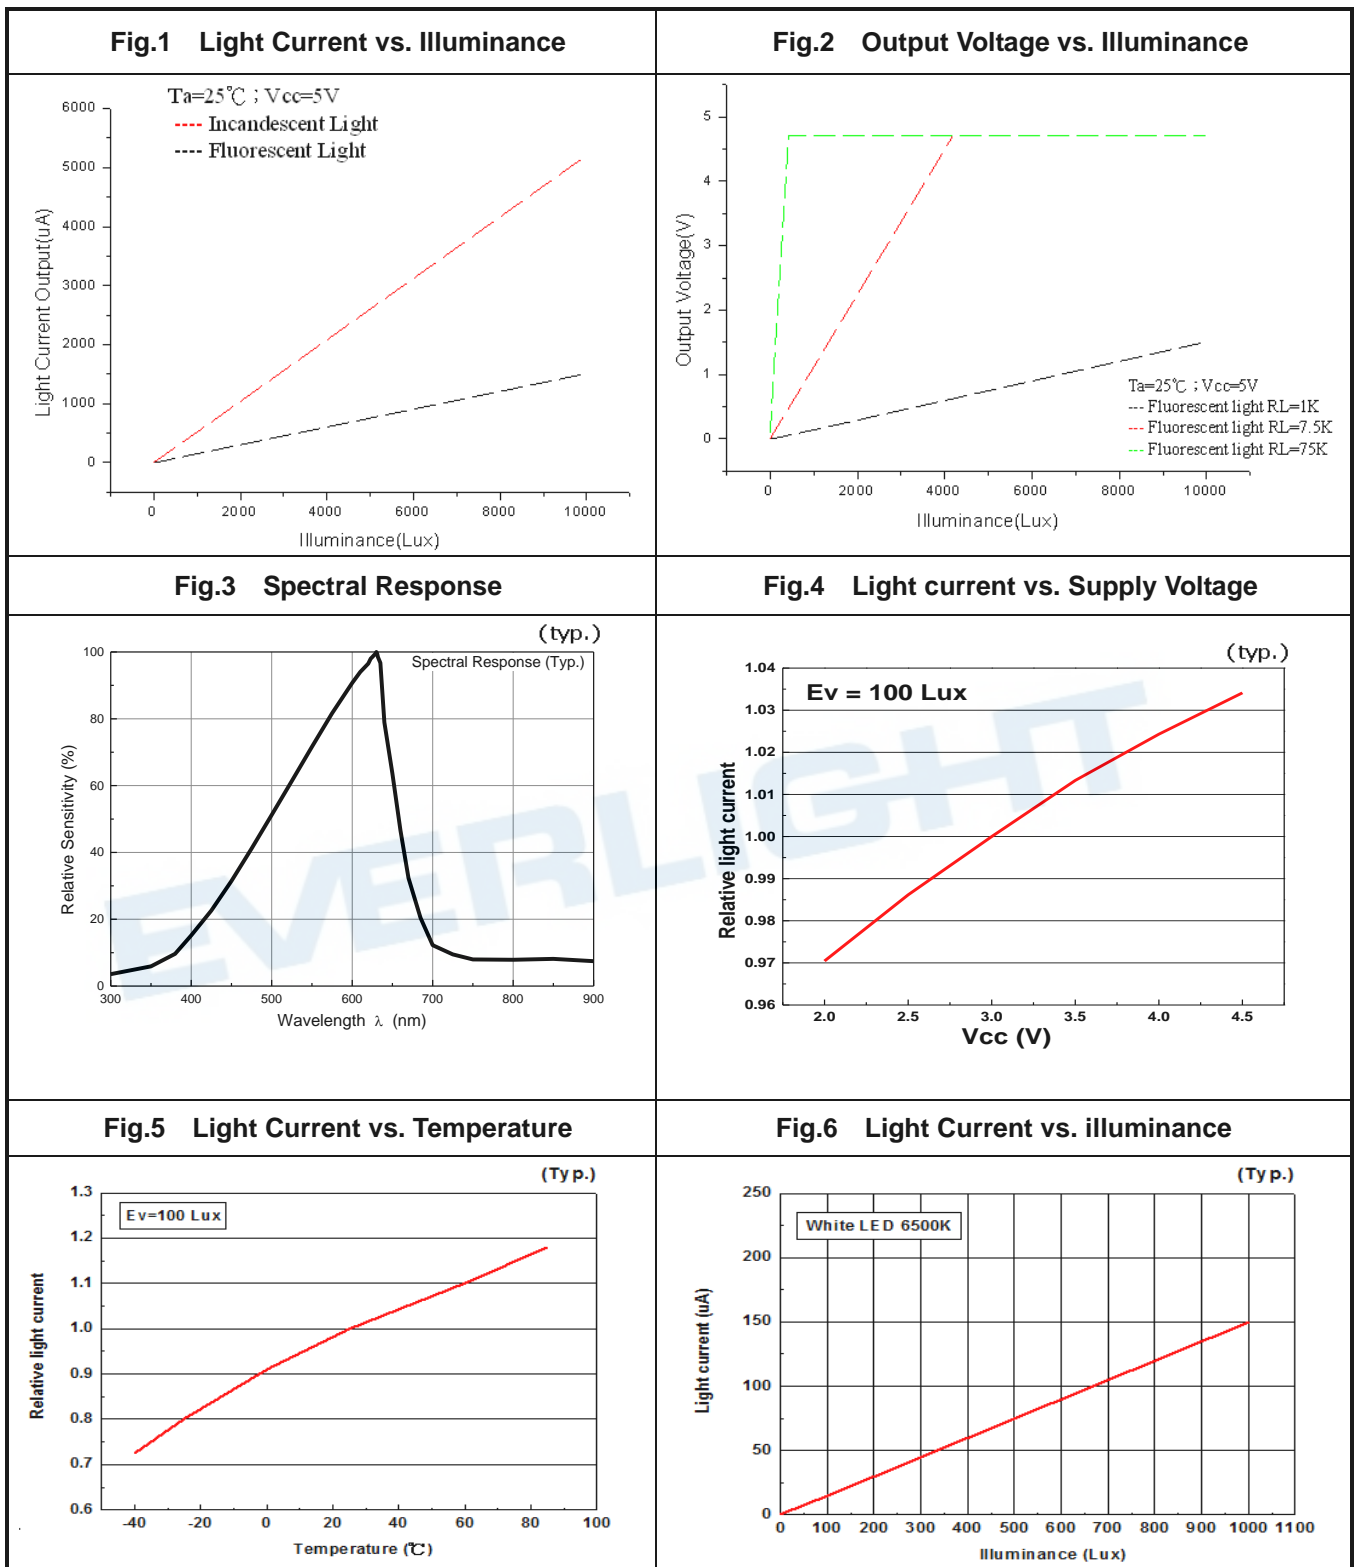 Fig.1 Light Current vs. Illuminance
Fig.2 Output Voltage vs. Illuminance
Ta=25℃ ; Vcc=5V
---- Incandescent Light
---- Fluorescent Light
6000
5000
4000
3000
2000
1000
0
Light Current Output(uA)
0 2000 4000 6000 8000 10000
Illuminance(Lux)
5
4
3
2
1
0
Output Voltage(V)
Ta=25℃ ; Vcc=5V
--- Fluorescent light RL=1K
--- Fluorescent light RL=7.5K
--- Fluorescent light RL=75K
0 2000 4000 6000 8000 10000
Illuminance(Lux)
Fig.3 Spectral Response
Fig.4 Light current vs. Supply Voltage
(typ.)
Spectral Response (Typ.)
100
80
60
40
20
0
Relative Sensitivity (%)
300 400 500 600 700 800 900
Wavelength λ (nm)
(typ.)
Ev = 100 Lux
1.04
1.03
1.02
1.01
1.00
0.99
0.98
0.97
0.96
Relative light current
2.0 2.5 3.0 3.5 4.0 4.5
Vcc (V)
EVERLIGHT
Fig.5 Light Current vs. Temperature
Fig.6 Light Current vs. illuminance
(Typ.)
Ev=100 Lux
1.3
1.2
1.1
1.0
0.9
0.8
0.7
0.6
Relative light current
-40 -20 0 20 40 60 80 100
Temperature (℃)
(Typ.)
White LED 6500K
250
200
150
100
50
0
Light current (uA)
0 100 200 300 400 500 600 700 800 900 1000 1100
Illuminance (Lux)